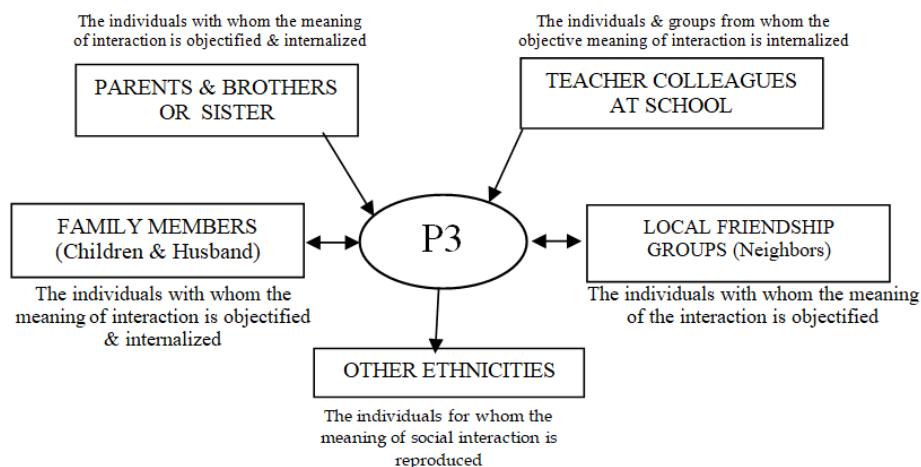 The individuals with whom the meaning
of interaction is objectified & internalized
PARENTS & BROTHERS
OR SISTER
The individuals & groups from whom the
objective meaning of interaction is internalized
TEACHER COLLEAGUES
AT SCHOOL
FAMILY MEMBERS
(Children & Husband)
The individuals with whom the
meaning of interaction is objectified
& internalized
P3
LOCAL FRIENDSHIP
GROUPS (Neighbors)
The individuals with whom the meaning
of the interaction is objectified
OTHER ETHNICITIES
The individuals for whom the
meaning of social interaction is
reproduced